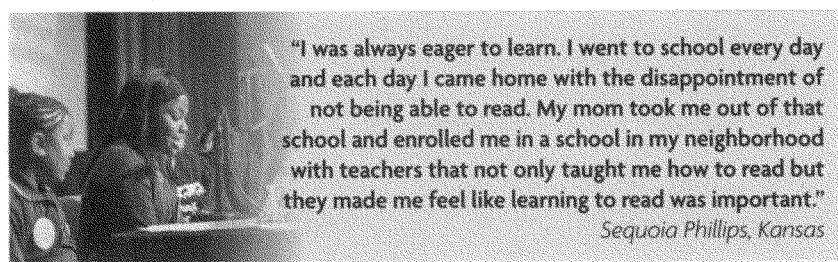 "I was always eager to learn. I went to school every day
and each day I came home with the disappointment of
not being able to read. My mom took me out of that
school and enrolled me in a school in my neighborhood
with teachers that not only taught me how to read but
they made me feel like learning to read was important."
Sequoia Phillips, Kansas